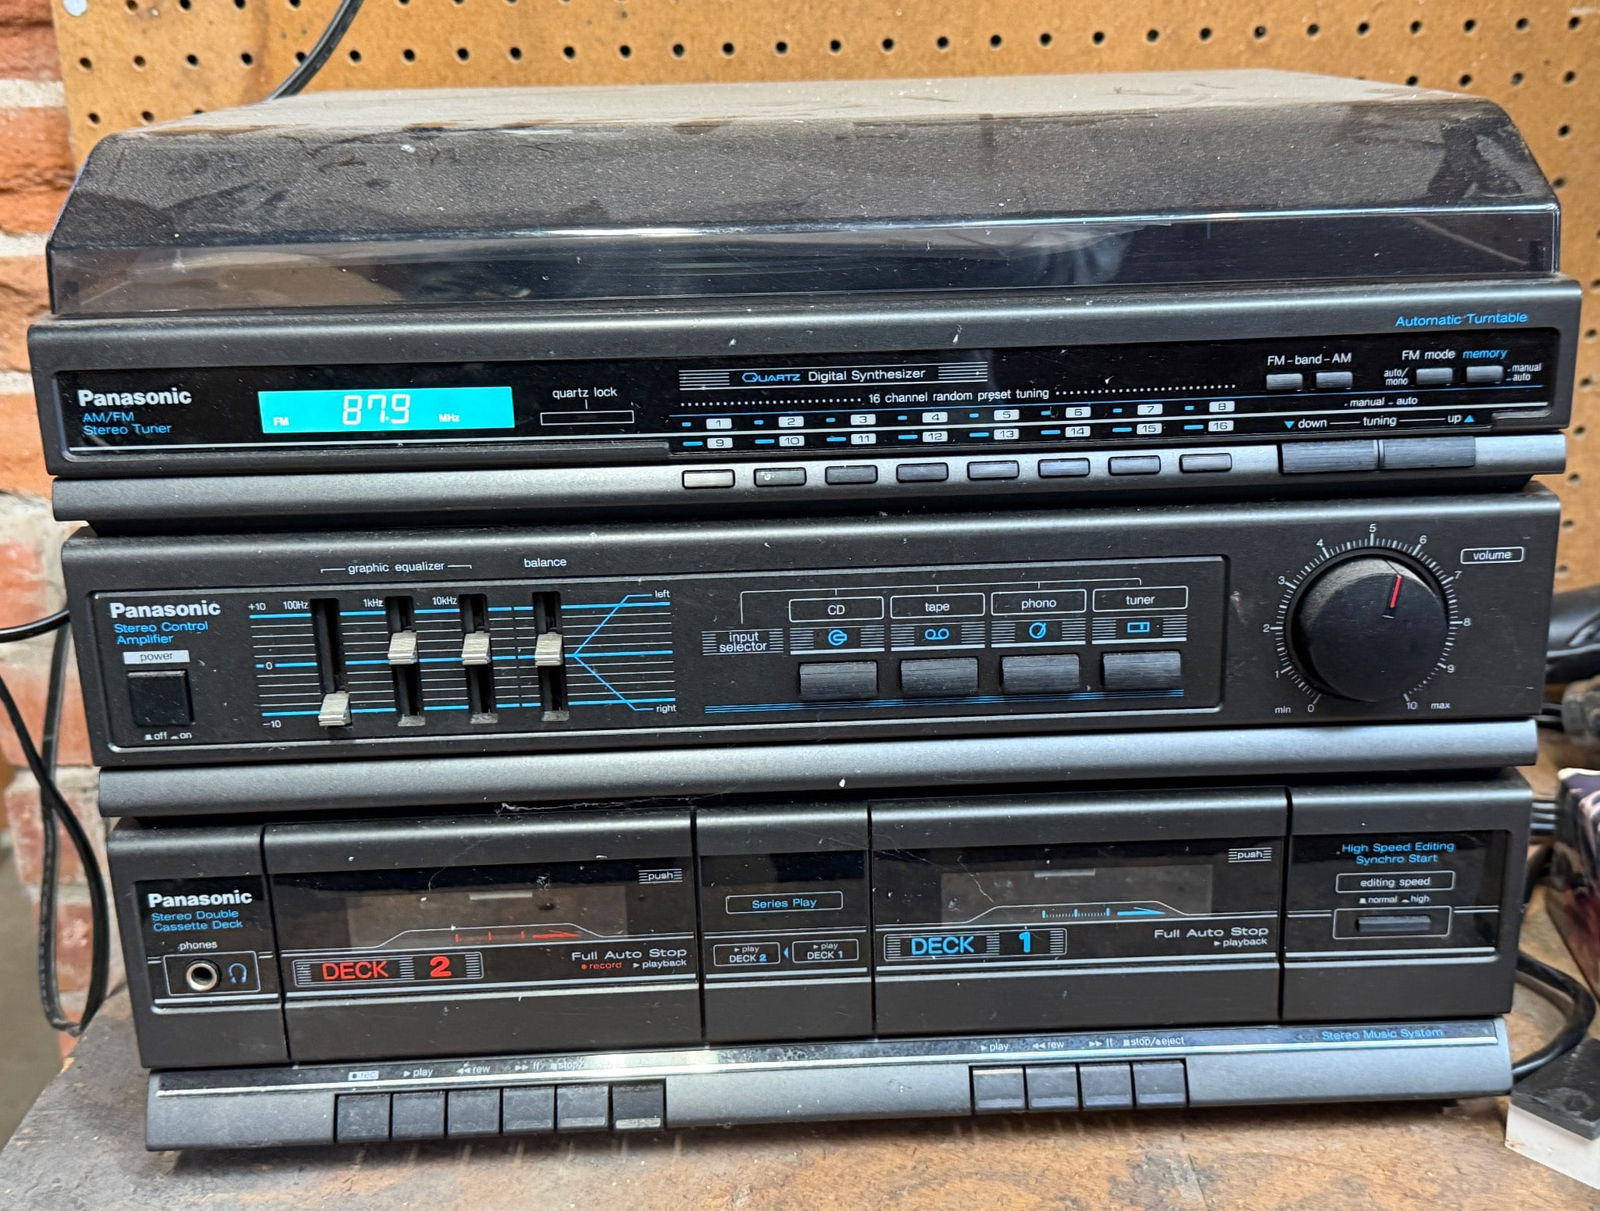 Automatic Turntable
Panasonic
AM/FM
Stereo Tuner
FM 87.9 MHz
quartz lock
QUARTZ Digital Synthesizer
16 channel random preset tuning
1 2 3 4 5 6 7 8
9 10 11 12 13 14 15 16
FM - band - AM
FM mode memory
auto/
mono
manual
auto
manual - auto
▼ down — tuning — up ▲
Panasonic
Stereo Control
Amplifier
power
off on
graphic equalizer
balance
+10 100Hz 1kHz 10kHz
0
-10
left
right
input
selector
CD tape phono tuner
volume
0 1 2 3 4 5 6 7 8 9 10
min max
Panasonic
Stereo Double
Cassette Deck
phones
push
DECK 2
Full Auto Stop
● record ► playback
Series Play
► play
DECK 2
► play
DECK 1
push
DECK 1
Full Auto Stop
► playback
High Speed Editing
Synchro Start
editing speed
normal high
Stereo Music System
● rec ► play ◄◄ rew ►► stop/
► play ◄◄ rew ►► ■ stop/eject